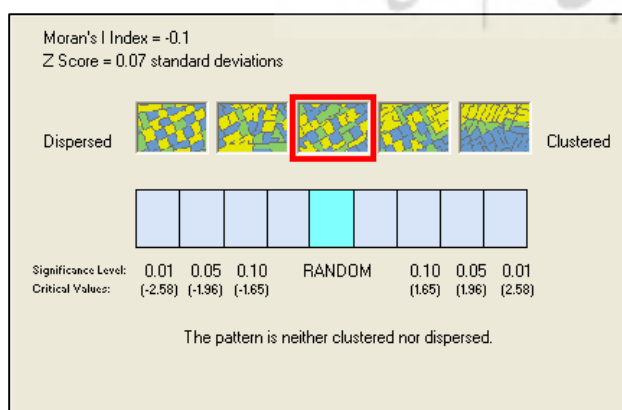 Moran's I Index = -0.1
Z Score = 0.07 standard deviations
Dispersed
Clustered
Significance Level: 0.01 0.05 0.10 RANDOM 0.10 0.05 0.01
Critical Values: (-2.58) (-1.96) (-1.65) (1.65) (1.96) (2.58)
The pattern is neither clustered nor dispersed.